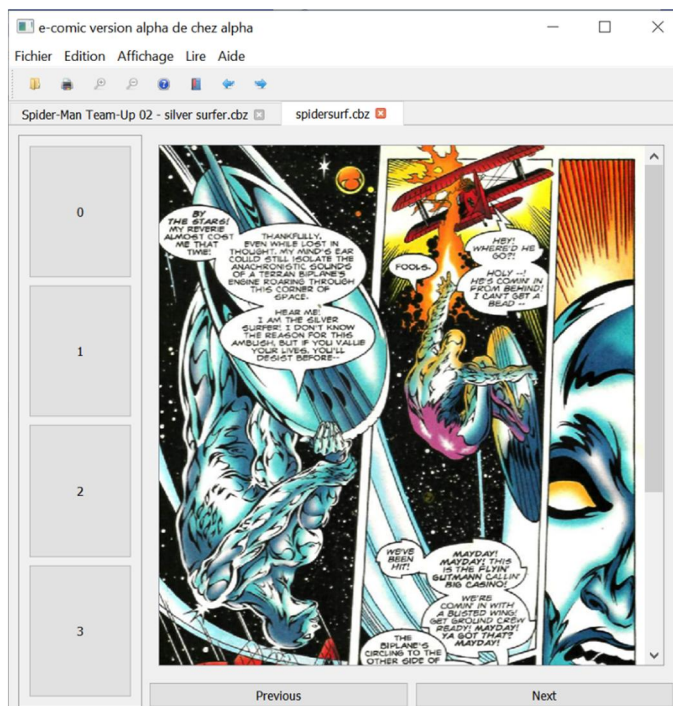 e-comic version alpha de chez alpha
Fichier Edition Affichage Lire Aide
Spider-Man Team-Up 02 - silver surfer.cbz
spidersurf.cbz
0
1
2
3
BY
THE STARS!
MY REVERIE
ALMOST COST
ME THAT
TIME!
THANKFULLY,
EVEN WHILE LOST IN
THOUGHT, MY MIND'S EAR
COULD STILL ISOLATE THE
ANACHRONISTIC SOUNDS
OF A TERRAN BIPLANE'S
ENGINE ROARING THROUGH
THIS CORNER OF
SPACE.
HEAR ME!
I AM THE SILVER
SURFER! I DON'T KNOW
THE REASON FOR THIS
AMBUSH, BUT IF YOU VALUE
YOUR LIVES, YOU'LL
DESIST BEFORE--
HEY!
WHERE'D HE
GO?!
FOOLS.
HOLY --!
HE'S COMIN' IN
FROM BEHIND!
I CAN'T GET A
BEAD --
WE'VE
BEEN
HIT!
MAYDAY!
MAYDAY! THIS
IS THE FLYIN'
GUTMANN CALLIN'
BIG CASINO!
WE'RE
COMIN' IN WITH
A BUSTED WING!
GET GROUND CREW
READY! MAYDAY!
YA GOT THAT?
MAYDAY!
THE
BIPLANE'S
CIRCLING TO THE
OTHER SIDE OF
Previous
Next